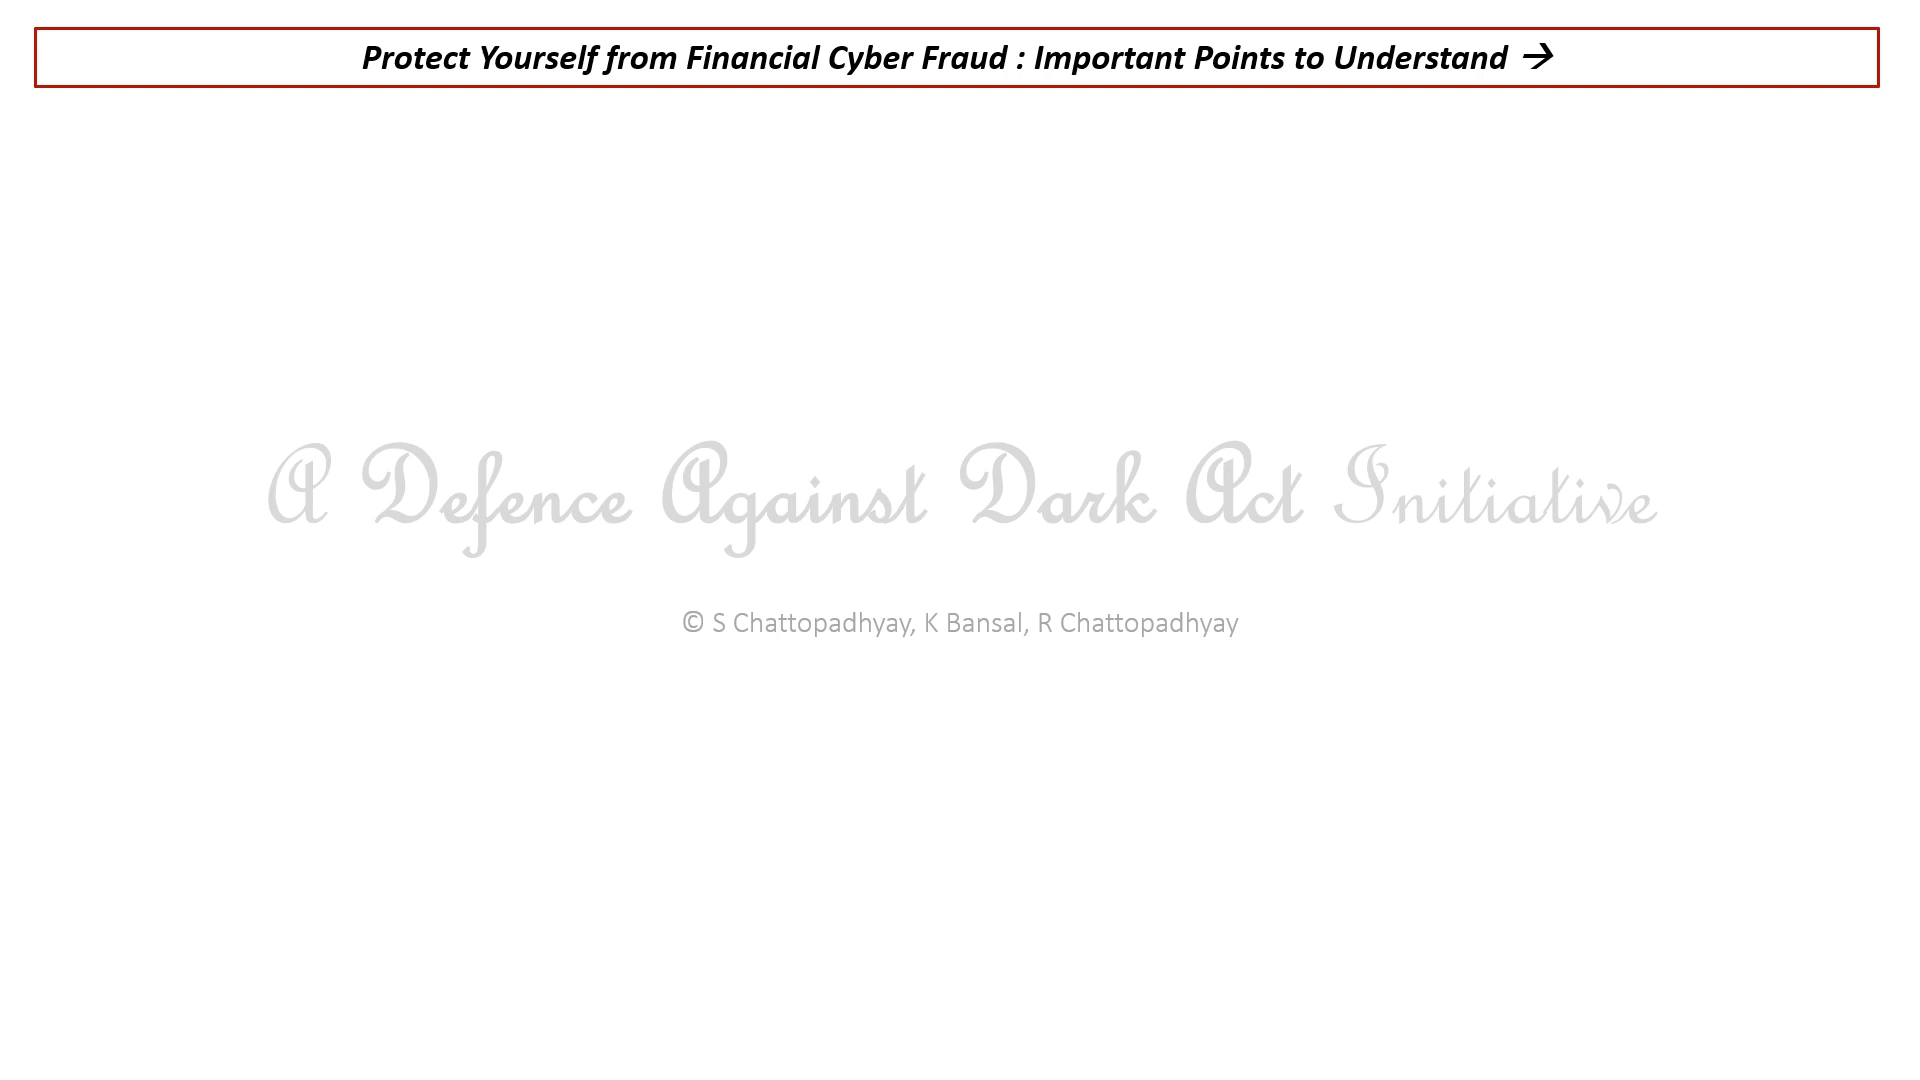 Protect Yourself from Financial Cyber Fraud : Important Points to Understand →
A Defence Against Dark Act Initiative
© S Chattopadhyay, K Bansal, R Chattopadhyay